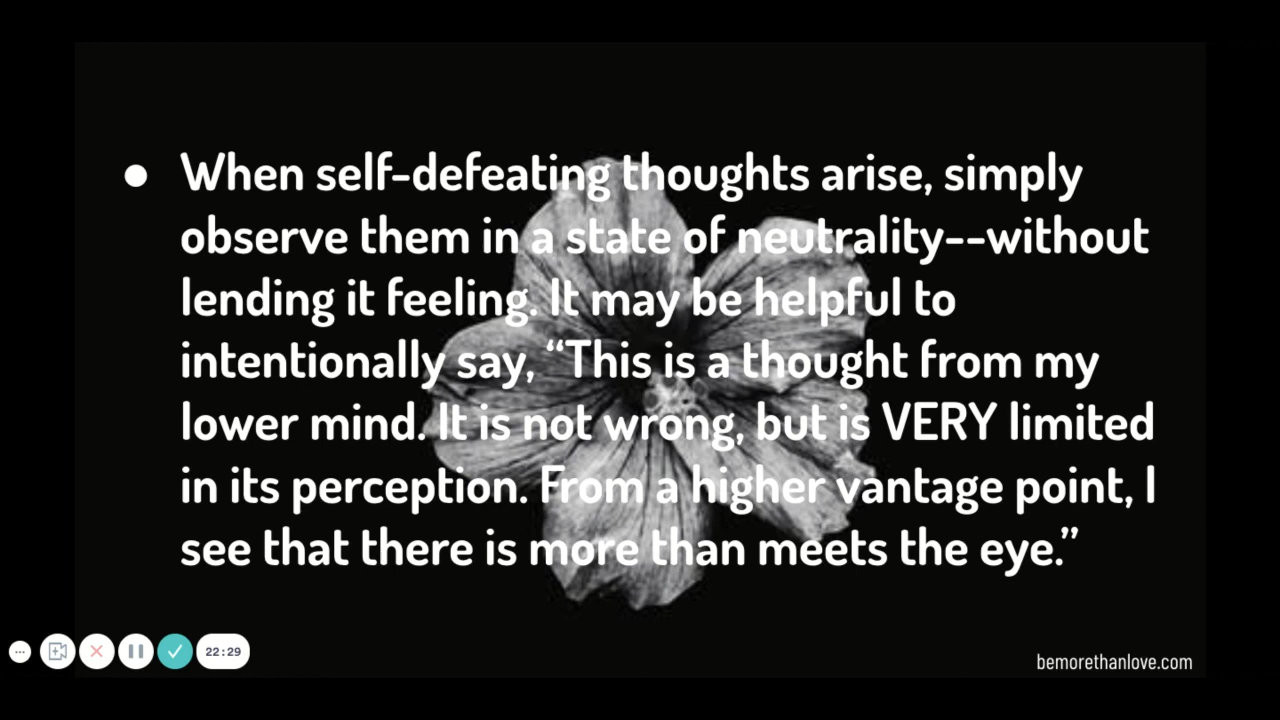 ● When self-defeating thoughts arise, simply
observe them in a state of neutrality--without
lending it feeling. It may be helpful to
intentionally say, “This is a thought from my
lower mind. It is not wrong, but is VERY limited
in its perception. From a higher vantage point, I
see that there is more than meets the eye.”
22:29
bemorethanlove.com